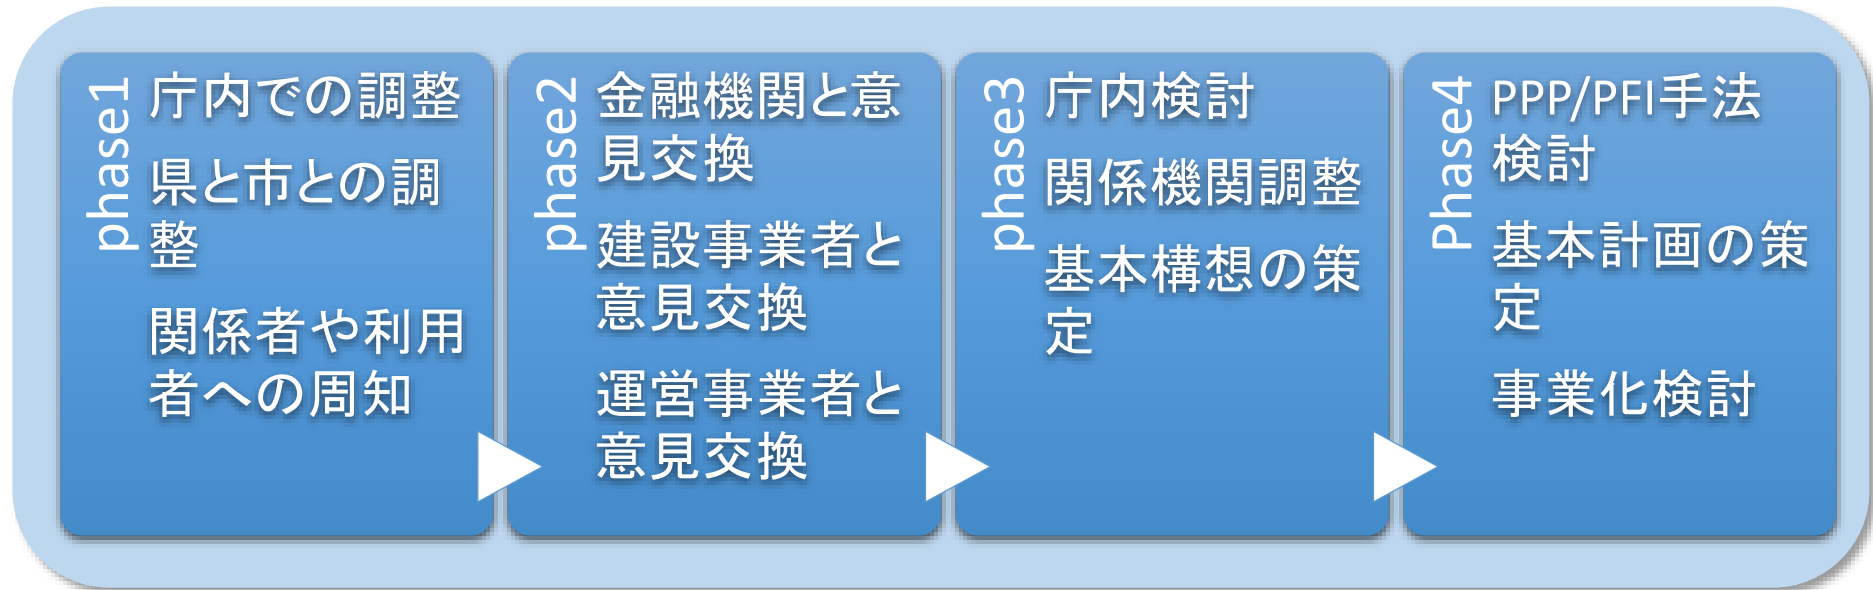 phase1
庁内での調整
県と市との調
整
関係者や利用
者への周知
phase2
金融機関と意
見交換
建設事業者と
意見交換
運営事業者と
意見交換
phase3
庁内検討
関係機関調整
基本構想の策
定
Phase4
PPP/PFI手法
検討
基本計画の策
定
事業化検討